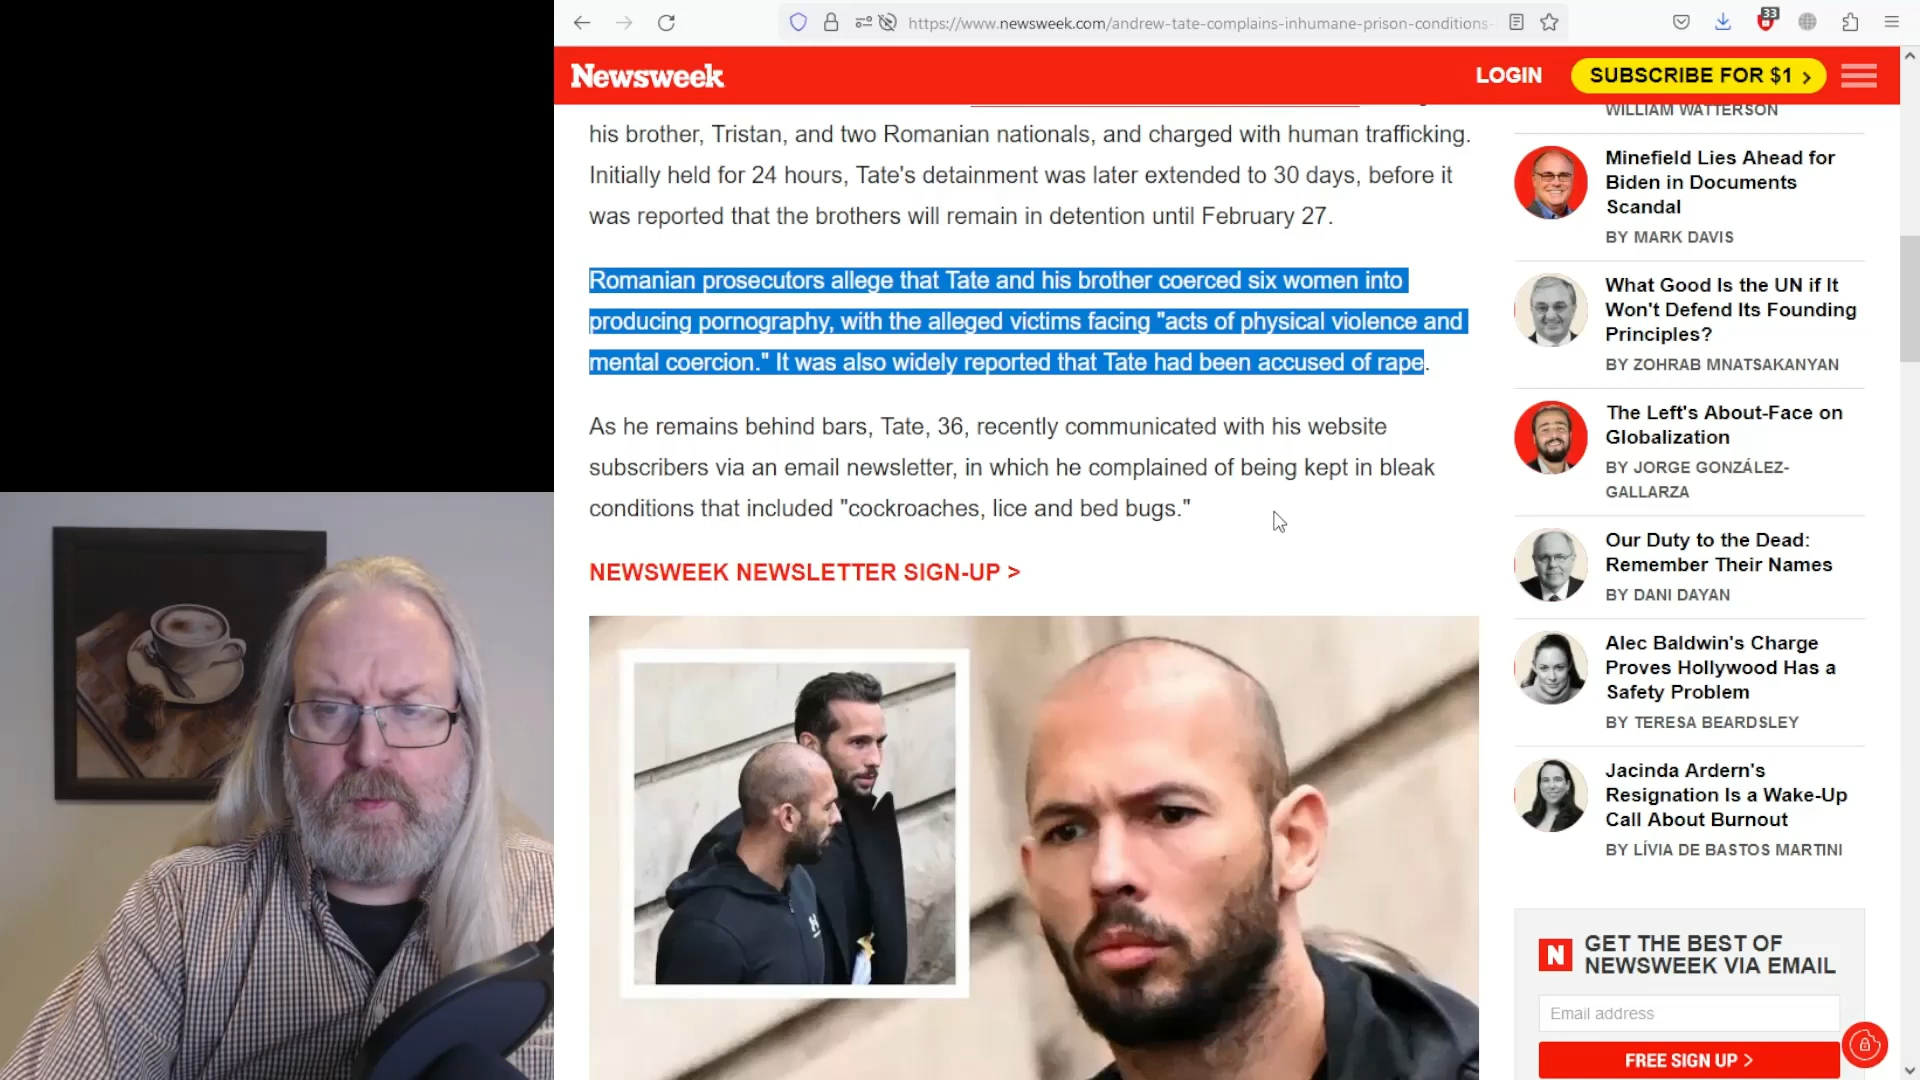 https://www.newsweek.com/andrew-tate-complains-inhumane-prison-conditions-
33
Newsweek
LOGIN
SUBSCRIBE FOR $1 >
his brother, Tristan, and two Romanian nationals, and charged with human trafficking.
Initially held for 24 hours, Tate's detainment was later extended to 30 days, before it
was reported that the brothers will remain in detention until February 27.
Romanian prosecutors allege that Tate and his brother coerced six women into
producing pornography, with the alleged victims facing "acts of physical violence and
mental coercion." It was also widely reported that Tate had been accused of rape.
As he remains behind bars, Tate, 36, recently communicated with his website
subscribers via an email newsletter, in which he complained of being kept in bleak
conditions that included "cockroaches, lice and bed bugs."
NEWSWEEK NEWSLETTER SIGN-UP >
WILLIAM WATTERSON
Minefield Lies Ahead for
Biden in Documents
Scandal
BY MARK DAVIS
What Good Is the UN if It
Won't Defend Its Founding
Principles?
BY ZOHRAB MNATSAKANYAN
The Left's About-Face on
Globalization
BY JORGE GONZÁLEZ-
GALLARZA
Our Duty to the Dead:
Remember Their Names
BY DANI DAYAN
Alec Baldwin's Charge
Proves Hollywood Has a
Safety Problem
BY TERESA BEARDSLEY
Jacinda Ardern's
Resignation Is a Wake-Up
Call About Burnout
BY LÍVIA DE BASTOS MARTINI
N
GET THE BEST OF
NEWSWEEK VIA EMAIL
Email address
FREE SIGN UP >